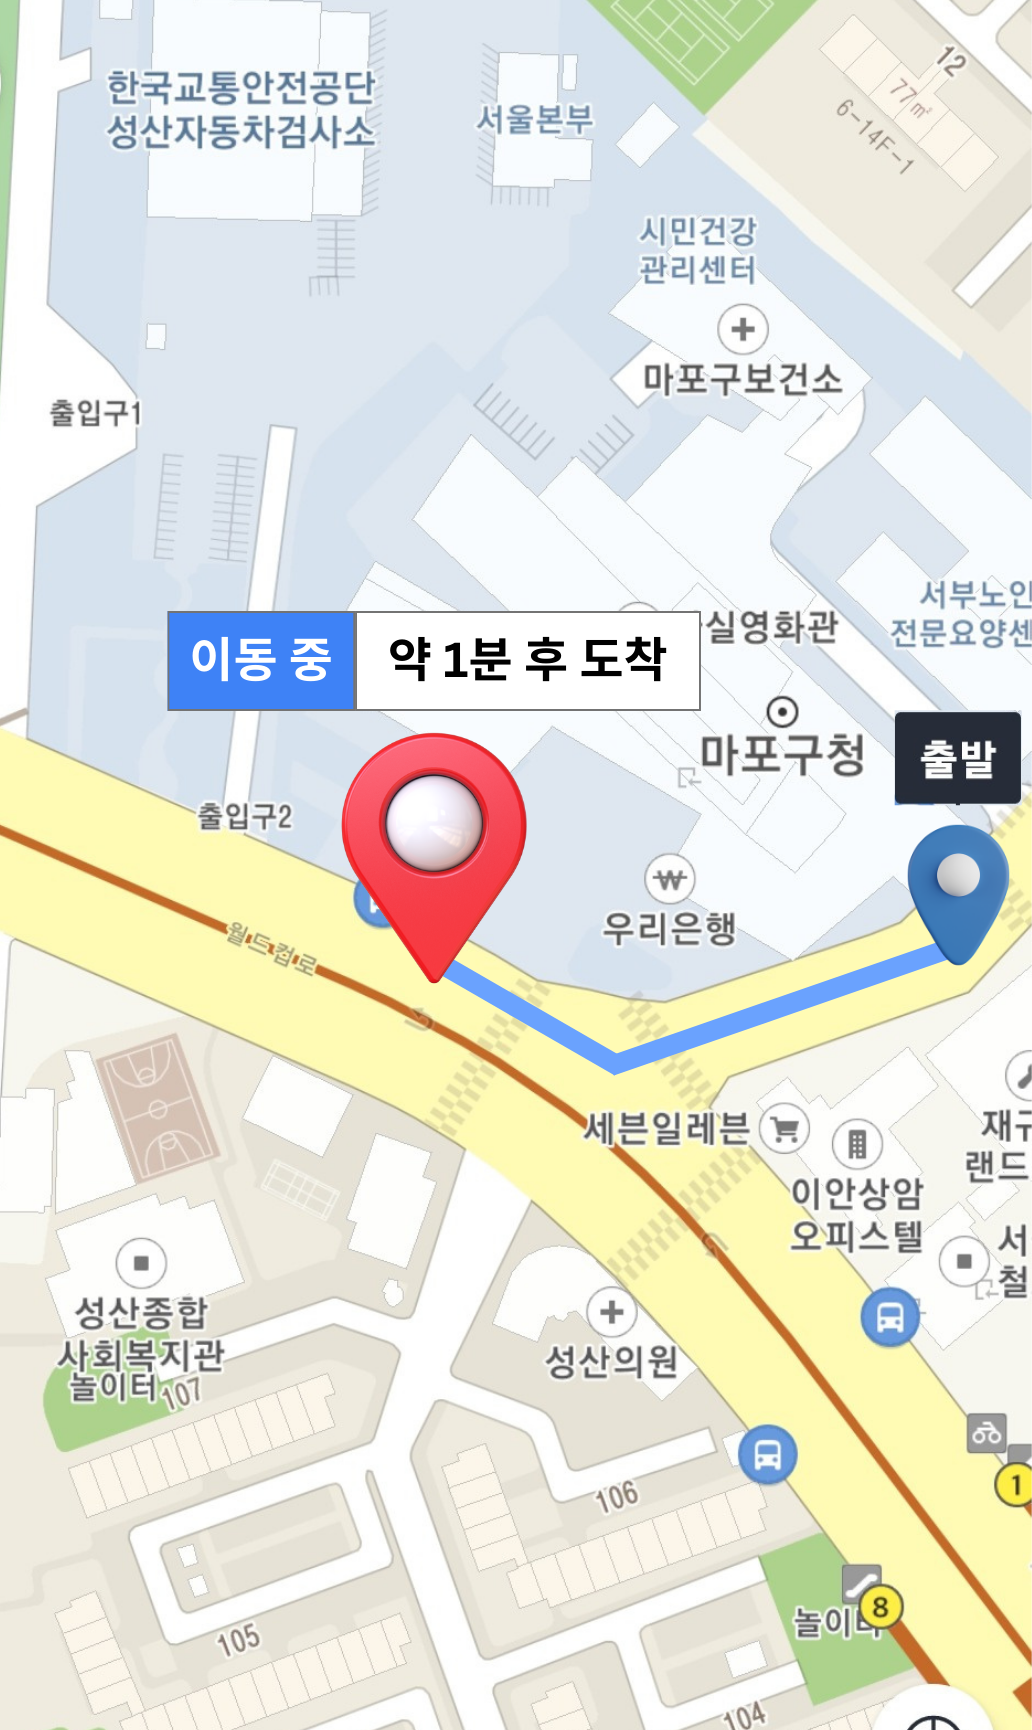 한국교통안전공단
성산자동차검사소
서울본부
12
77㎡
6-14F-1
시민건강
관리센터
마포구보건소
출입구1
서부노인
전문요양센
이동 중
약 1분 후 도착
실영화관
마포구청
출발
출입구2
우리은행
월드컵로
세븐일레븐
이안상암
오피스텔
재규
랜드
서
철
성산종합
사회복지관
놀이터
107
성산의원
106
1
105
놀이터
8
104